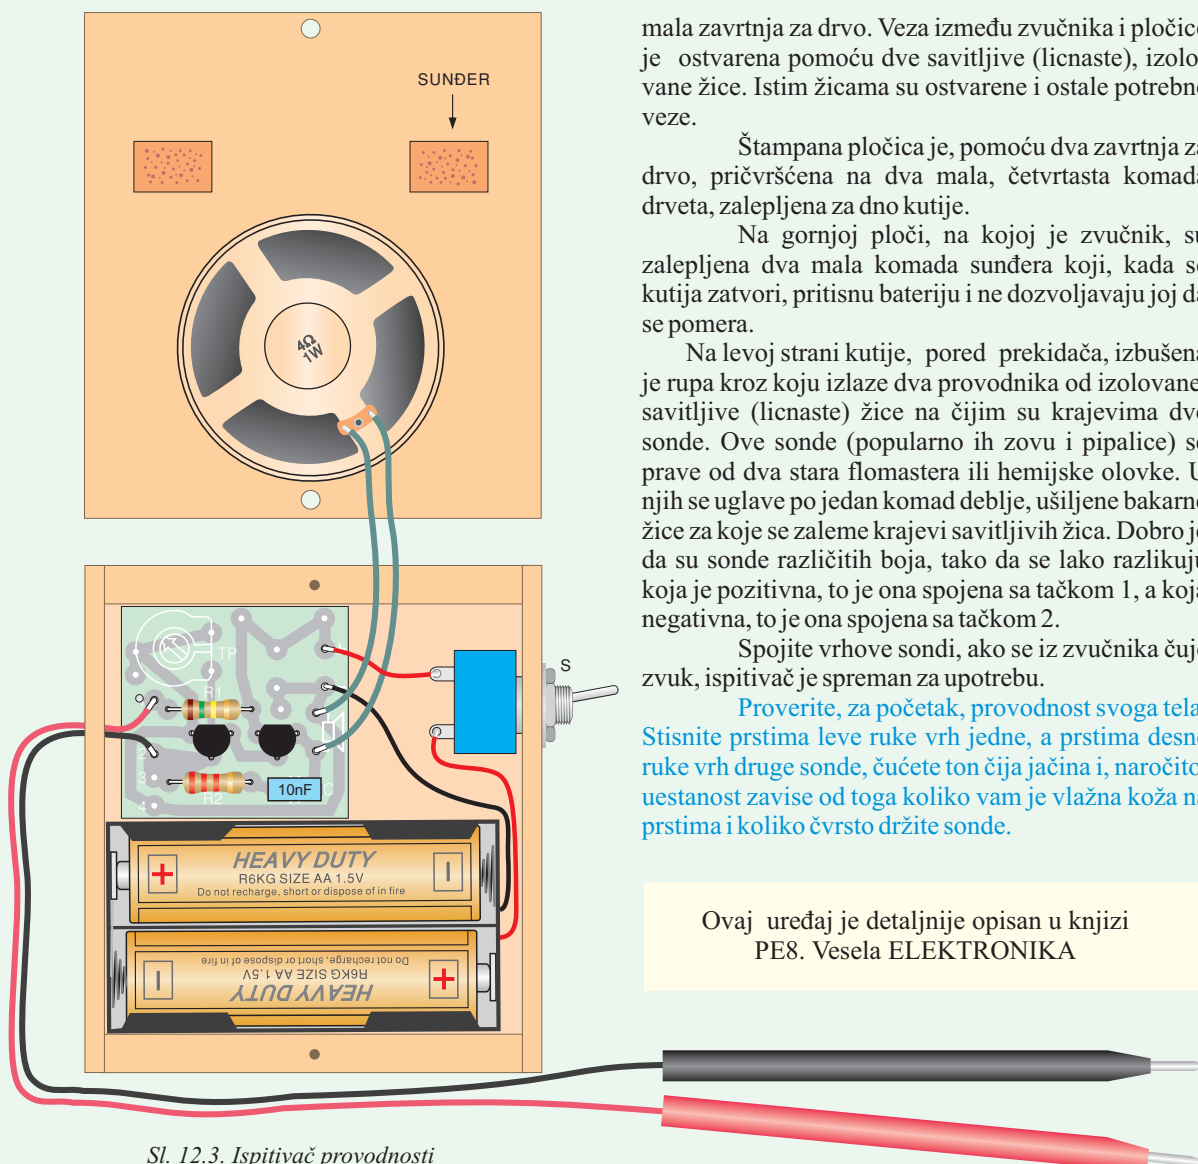 SUNĐER
4Ω
1W
S
TP
R1
2
3
4
R2
10nF
C
HEAVY DUTY
R6KG SIZE AA 1.5V
Do not recharge, short or dispose of in fire
+
−
HEAVY DUTY
R6KG SIZE AA 1.5V
Do not recharge, short or dispose of in fire
+
−
Sl. 12.3. Ispitivač provodnosti
mala zavrtnja za drvo. Veza između zvučnika i pločice
je ostvarena pomoću dve savitljive (licnaste), izolo-
vane žice. Istim žicama su ostvarene i ostale potrebne
veze.
Štampana pločica je, pomoću dva zavrtnja za
drvo, pričvršćena na dva mala, četvrtasta komada
drveta, zalepljena za dno kutije.
Na gornjoj ploči, na kojoj je zvučnik, su
zalepljena dva mala komada sunđera koji, kada se
kutija zatvori, pritisnu bateriju i ne dozvoljavaju joj da
se pomera.
Na levoj strani kutije, pored prekidača, izbušena
je rupa kroz koju izlaze dva provodnika od izolovane,
savitljive (licnaste) žice na čijim su krajevima dve
sonde. Ove sonde (popularno ih zovu i pipalice) se
prave od dva stara flomastera ili hemijske olovke. U
njih se uglave po jedan komad deblje, ušiljene bakarne
žice za koje se zaleme krajevi savitljivih žica. Dobro je
da su sonde različitih boja, tako da se lako razlikuju
koja je pozitivna, to je ona spojena sa tačkom 1, a koja
negativna, to je ona spojena sa tačkom 2.
Spojite vrhove sondi, ako se iz zvučnika čuje
zvuk, ispitivač je spreman za upotrebu.
Proverite, za početak, provodnost svoga tela.
Stisnite prstima leve ruke vrh jedne, a prstima desne
ruke vrh druge sonde, čućete ton čija jačina i, naročito,
uestanost zavise od toga koliko vam je vlažna koža na
prstima i koliko čvrsto držite sonde.
Ovaj uređaj je detaljnije opisan u knjizi
PE8. Vesela ELEKTRONIKA